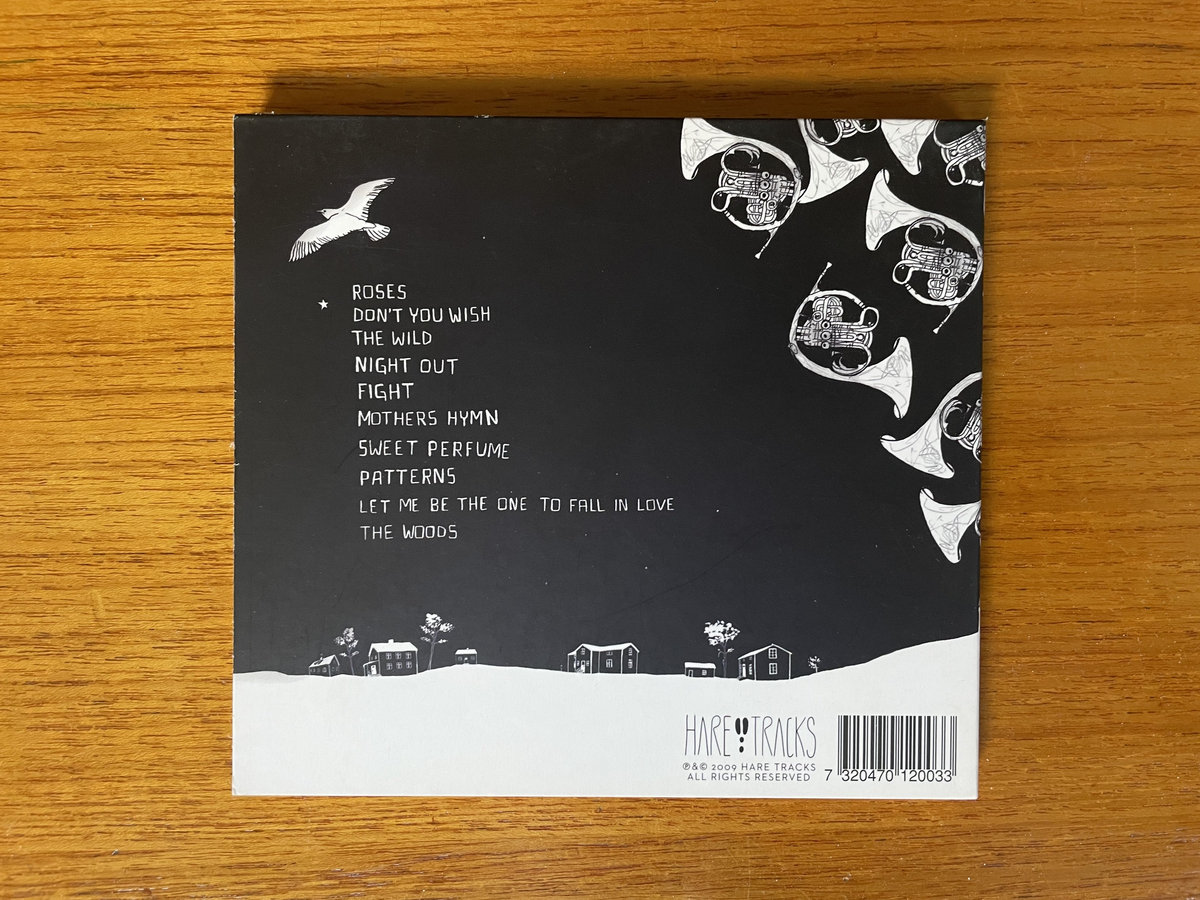 ROSES
DON'T YOU WISH
THE WILD
NIGHT OUT
FIGHT
MOTHERS HYMN
SWEET PERFUME
PATTERNS
LET ME BE THE ONE TO FALL IN LOVE
THE WOODS
HARE TRACKS
℗&© 2009 HARE TRACKS
ALL RIGHTS RESERVED
7 320470 120033